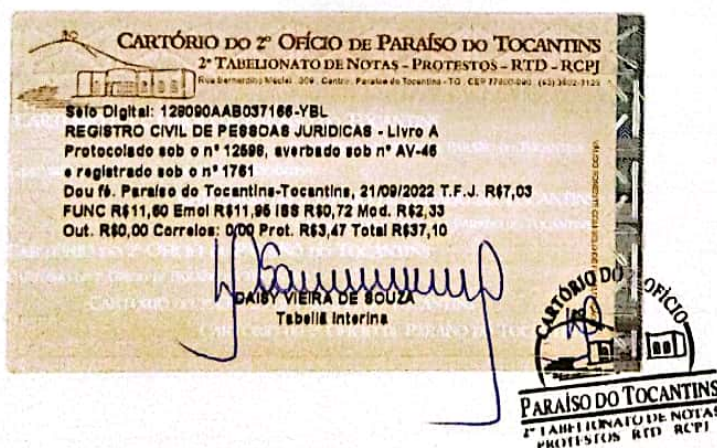 CARTÓRIO DO 2º OFÍCIO DE PARAÍSO DO TOCANTINS
2º TABELIONATO DE NOTAS - PROTESTOS - RTD - RCPJ
Selo Digital: 128090AAB037166-YBL
REGISTRO CIVIL DE PESSOAS JURIDICAS - Livro A
Protocolado sob o nº 12598, averbado sob nº AV-46
e registrado sob o nº 1761
Dou fé. Paraíso do Tocantins-Tocantins, 21/09/2022 T.F.J. R$7,03
FUNC R$11,60 Emol R$11,95 ISS R$0,72 Mod. R$2,33
Out. R$0,00 Correios: 0,00 Prot. R$3,47 Total R$37,10
DAISY VIEIRA DE SOUZA
Tabeliã Interina
CARTÓRIO DO 2º OFÍCIO
PARAÍSO DO TOCANTINS
2º TABELIONATO DE NOTAS
PROTESTOS RTD RCPJ